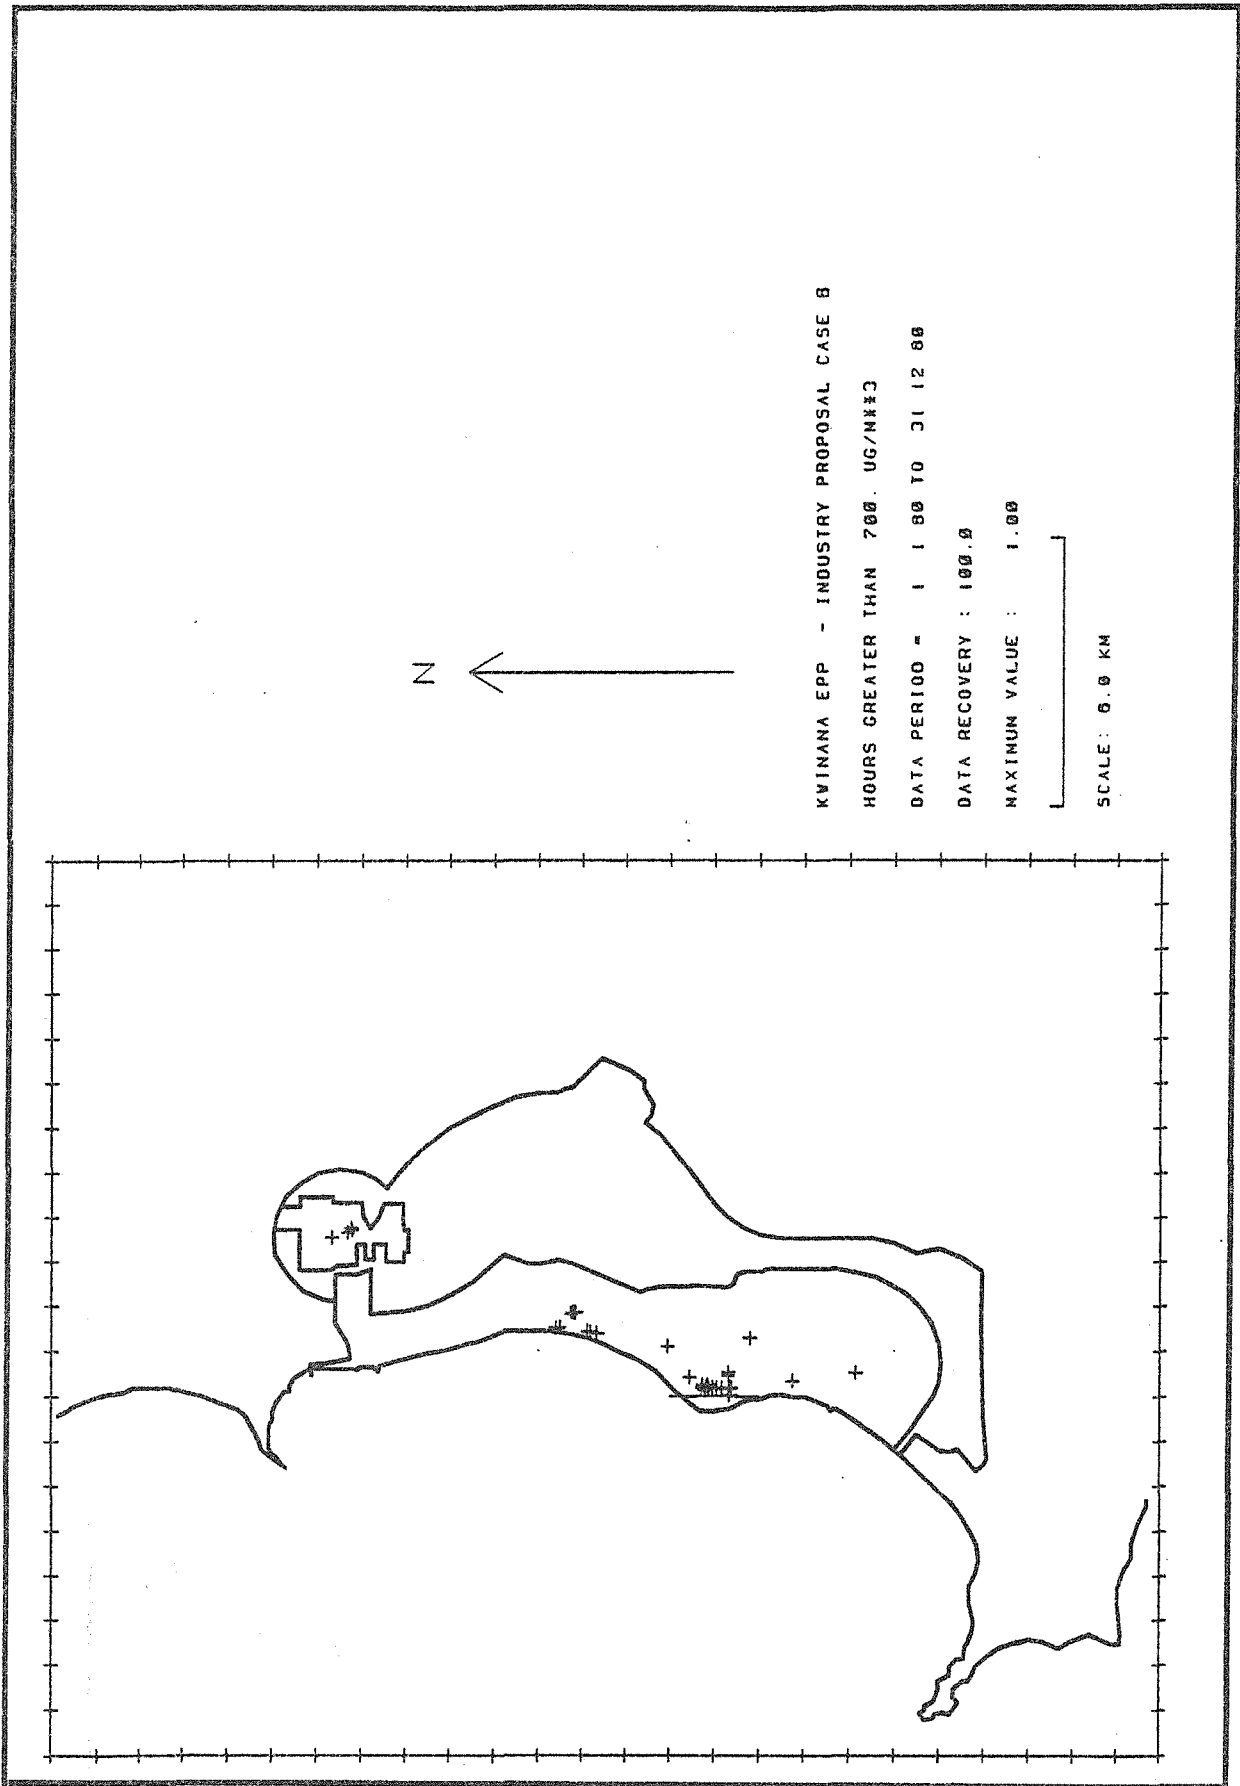 N
KWINANA EPP - INDUSTRY PROPOSAL CASE B
HOURS GREATER THAN 700. UG/M**3
DATA PERIOD = 1 1 80 TO 31 12 80
DATA RECOVERY : 100.0
MAXIMUM VALUE : 1.00
SCALE: 6.0 KM